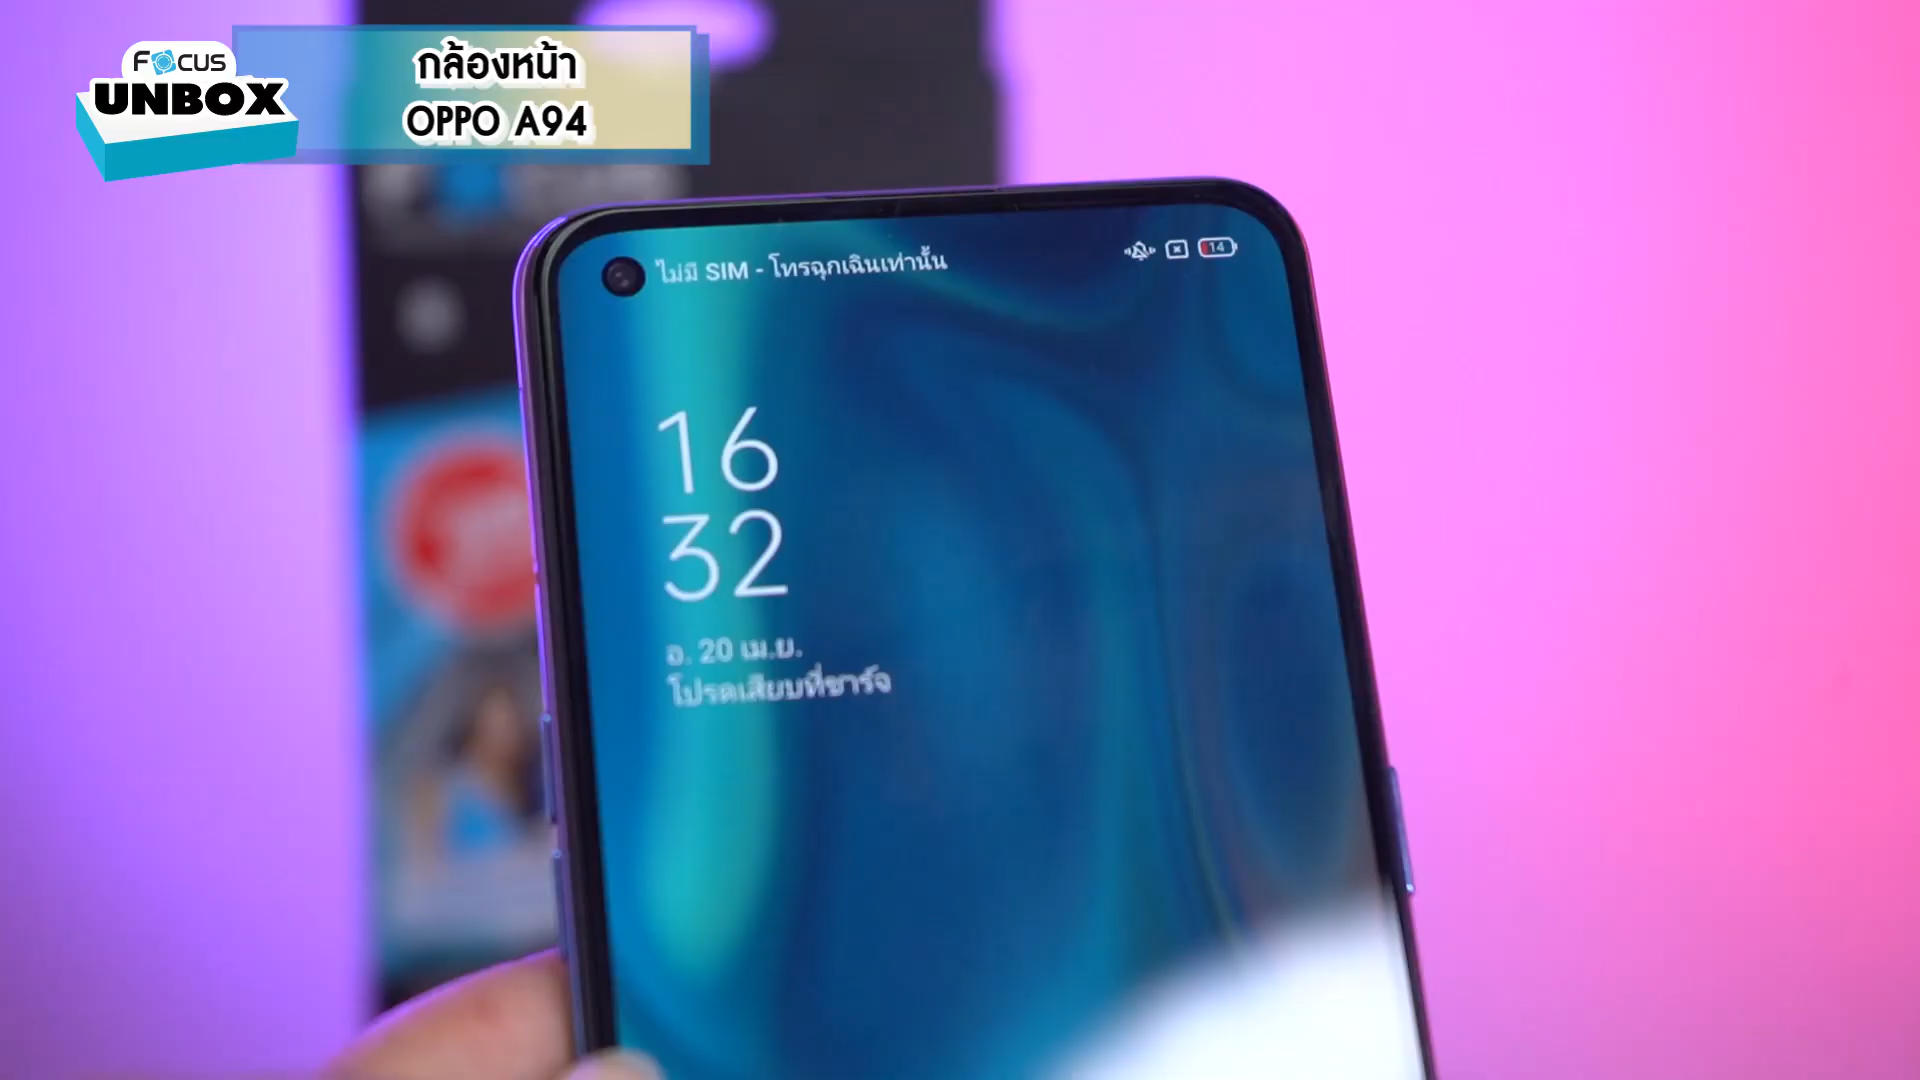 FOCUS
UNBOX
กล้องหน้า
OPPO A94
ไม่มี SIM - โทรฉุกเฉินเท่านั้น
14
16
32
อ. 20 เม.ย.
โปรดเสียบที่ชาร์จ